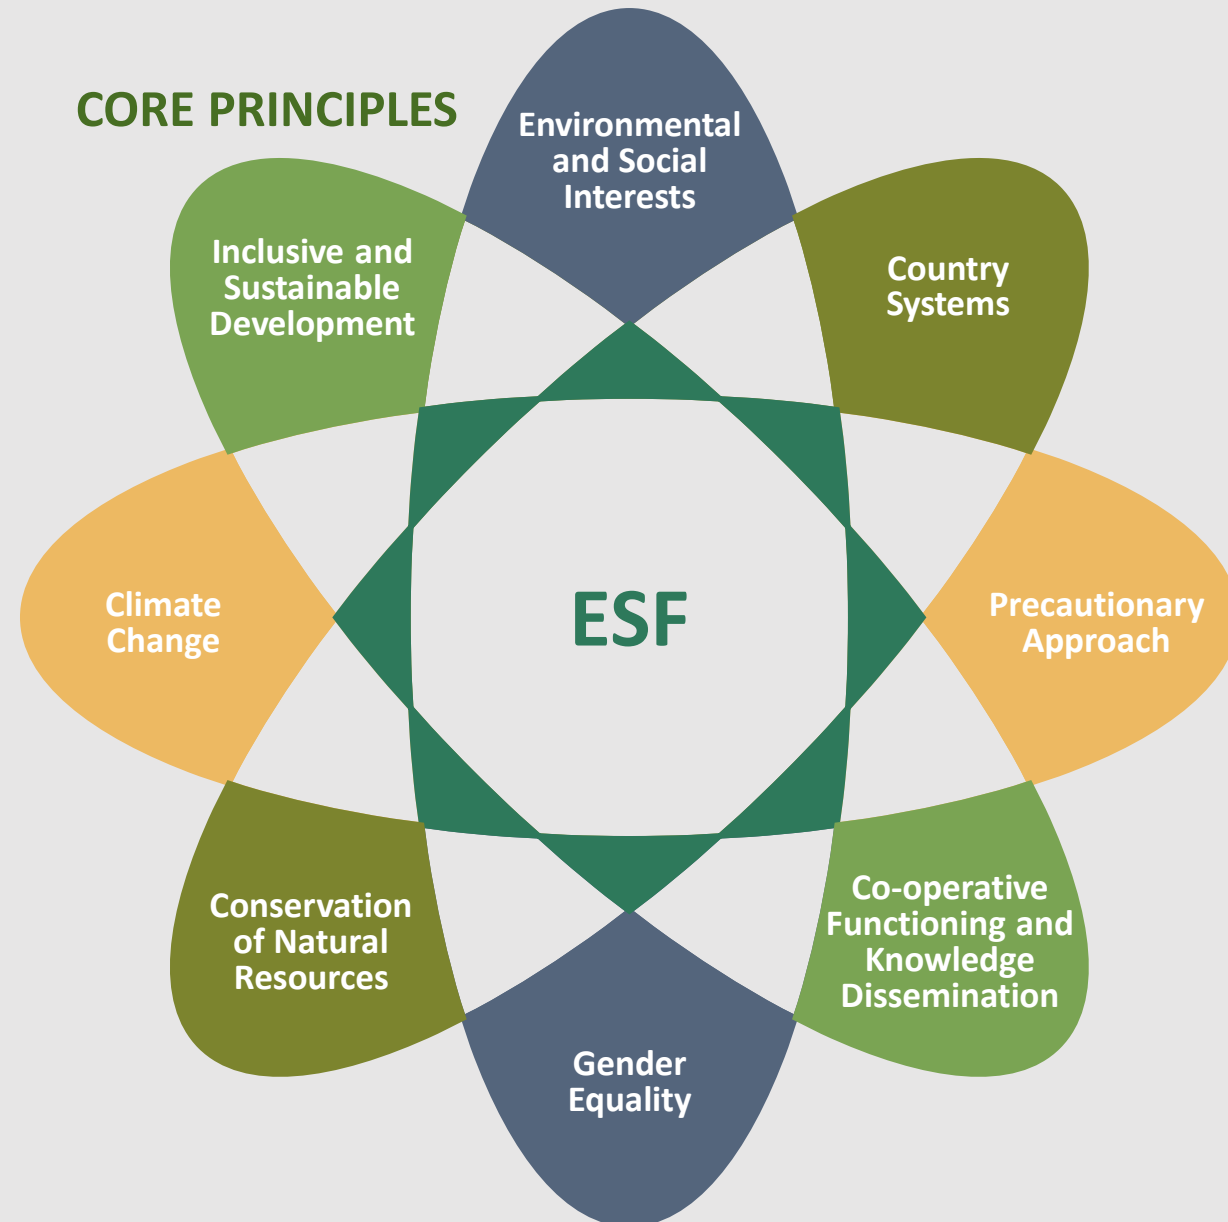 CORE PRINCIPLES
Environmental
and Social
Interests
Country
Systems
Precautionary
Approach
Co-operative
Functioning and
Knowledge
Dissemination
Gender
Equality
Conservation
of Natural
Resources
Climate
Change
Inclusive and
Sustainable
Development
ESF